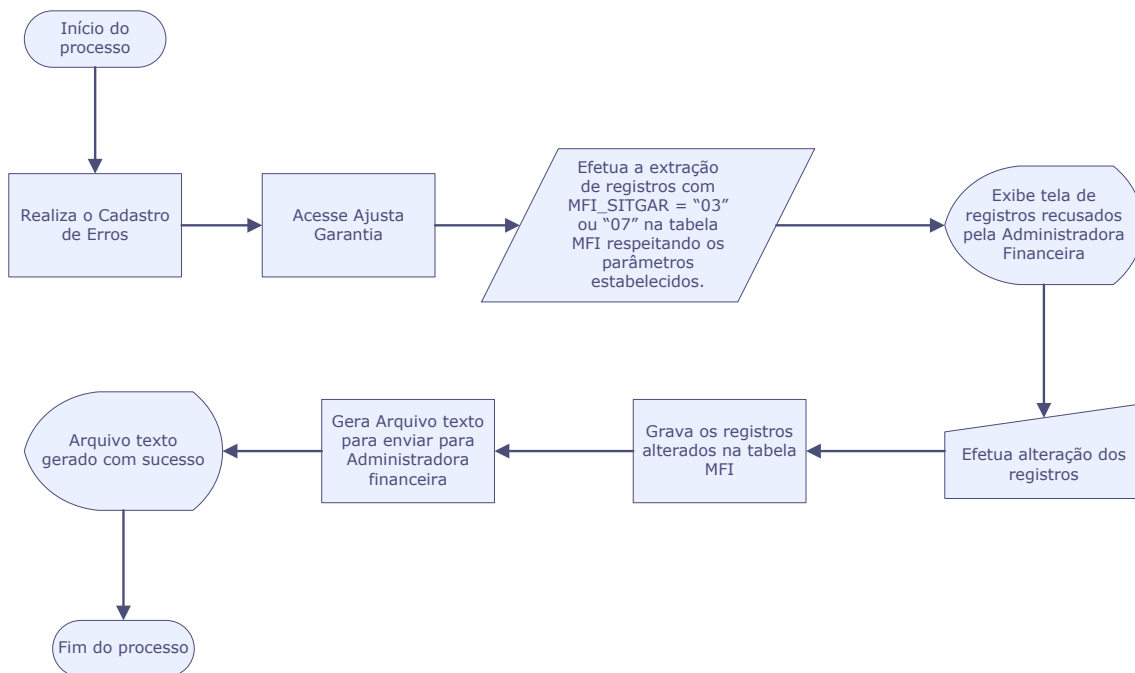 Início do
processo
Realiza o Cadastro
de Erros
Acesse Ajusta
Garantia
Efetua a extração
de registros com
MFI_SITGAR = “03”
ou “07” na tabela
MFI respeitando os
parâmetros
estabelecidos.
Exibe tela de
registros recusados
pela Administradora
Financeira
Efetua alteração dos
registros
Grava os registros
alterados na tabela
MFI
Gera Arquivo texto
para enviar para
Administradora
financeira
Arquivo texto
gerado com sucesso
Fim do processo